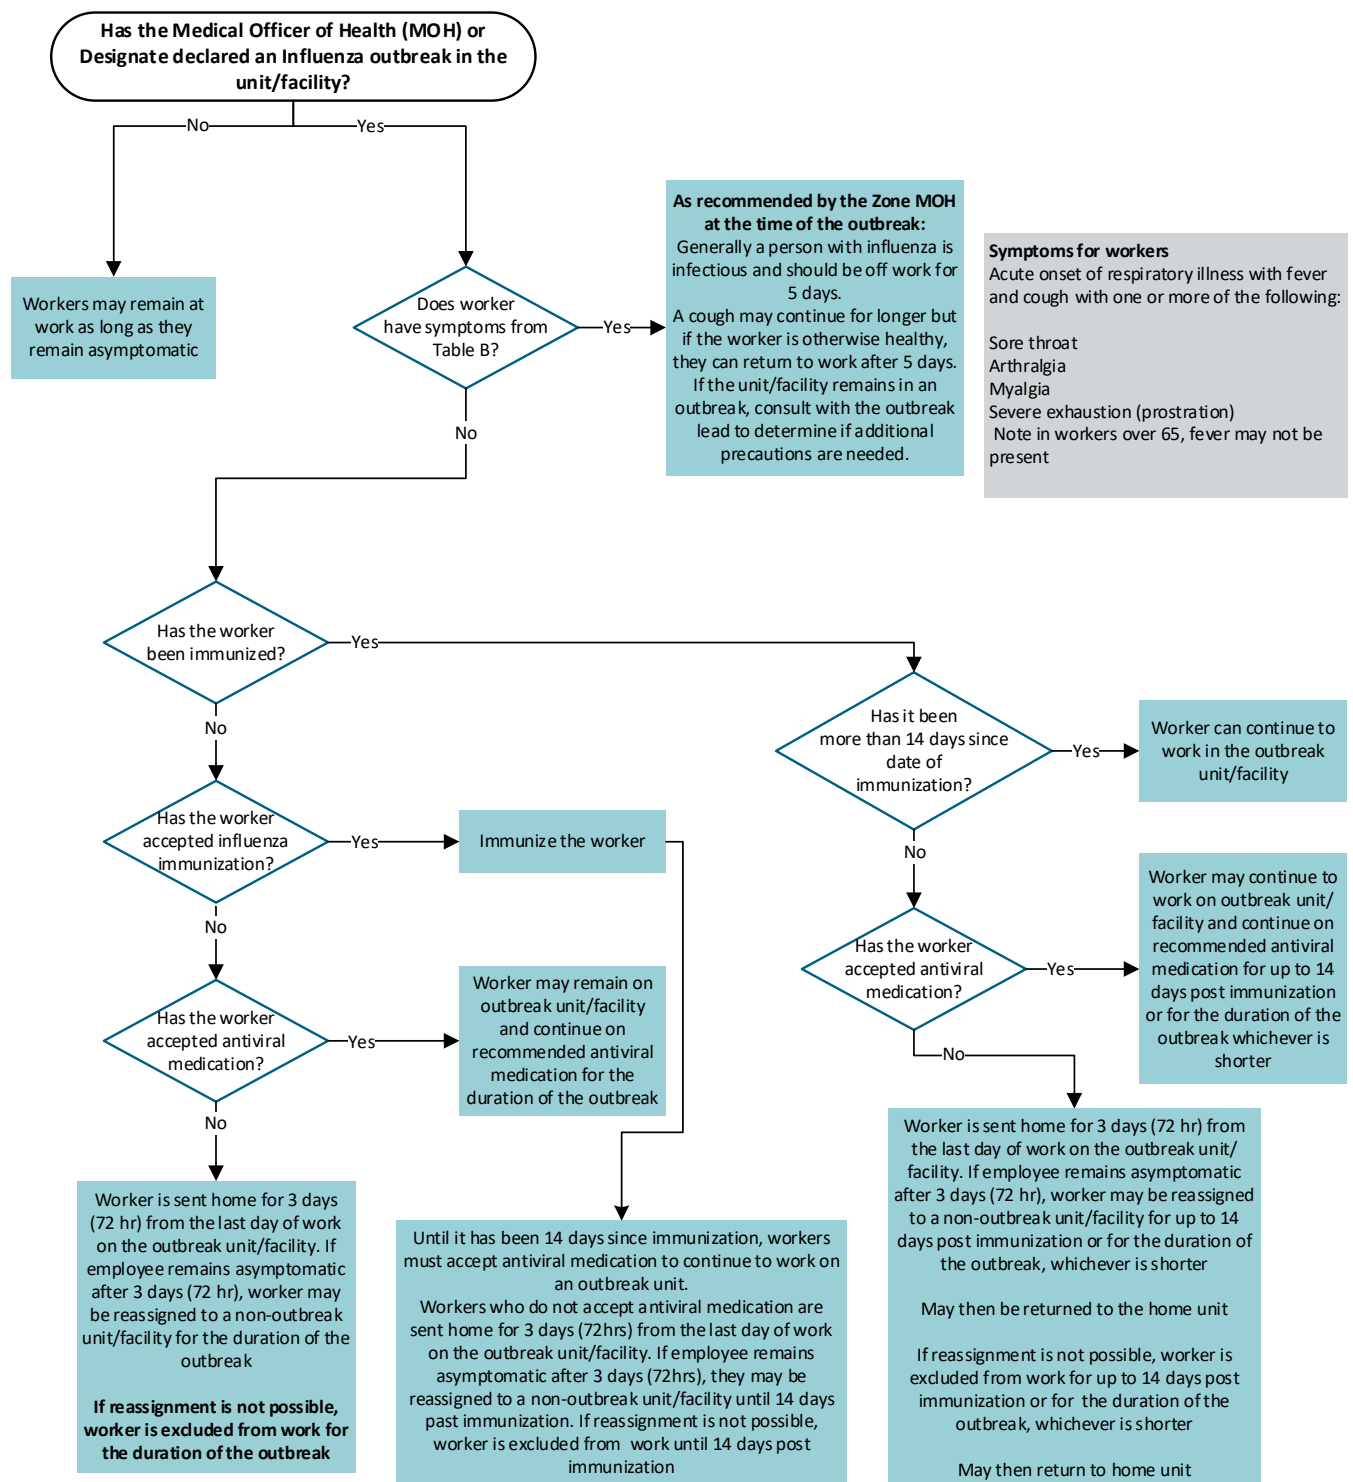 Has the Medical Officer of Health (MOH) or
Designate declared an Influenza outbreak in the
unit/facility?
No
Yes
Workers may remain at
work as long as they
remain asymptomatic
Does worker
have symptoms from
Table B?
Yes
As recommended by the Zone MOH
at the time of the outbreak:
Generally a person with influenza is
infectious and should be off work for
5 days.
A cough may continue for longer but
if the worker is otherwise healthy,
they can return to work after 5 days.
If the unit/facility remains in an
outbreak, consult with the outbreak
lead to determine if additional
precautions are needed.
Symptoms for workers
Acute onset of respiratory illness with fever
and cough with one or more of the following:
Sore throat
Arthralgia
Myalgia
Severe exhaustion (prostration)
Note in workers over 65, fever may not be
present
No
Has the worker
been immunized?
Yes
No
Has it been
more than 14 days since
date of
immunization?
Yes
Worker can continue to
work in the outbreak
unit/facility
Has the worker
accepted influenza
immunization?
Yes
Immunize the worker
No
No
Has the worker
accepted antiviral
medication?
Yes
Worker may continue to
work on outbreak unit/
facility and continue on
recommended antiviral
medication for up to 14
days post immunization
or for the duration of the
outbreak whichever is
shorter
Has the worker
accepted antiviral
medication?
Yes
Worker may remain on
outbreak unit/facility
and continue on
recommended antiviral
medication for the
duration of the outbreak
No
No
Worker is sent home for 3 days
(72 hr) from the last day of work
on the outbreak unit/facility. If
employee remains asymptomatic
after 3 days (72 hr), worker may
be reassigned to a non-outbreak
unit/facility for the duration of the
outbreak
If reassignment is not possible,
worker is excluded from work for
the duration of the outbreak
Until it has been 14 days since immunization, workers
must accept antiviral medication to continue to work on
an outbreak unit.
Workers who do not accept antiviral medication are
sent home for 3 days (72hrs) from the last day of work
on the outbreak unit/facility. If employee remains
asymptomatic after 3 days (72hrs), they may be
reassigned to a non-outbreak unit/facility until 14 days
past immunization. If reassignment is not possible,
worker is excluded from work until 14 days post
immunization
Worker is sent home for 3 days (72 hr) from
the last day of work on the outbreak unit/
facility. If employee remains asymptomatic
after 3 days (72 hr), worker may be reassigned
to a non-outbreak unit/facility for up to 14
days post immunization or for the duration of
the outbreak, whichever is shorter
May then be returned to the home unit
If reassignment is not possible, worker is
excluded from work for up to 14 days post
immunization or for the duration of the
outbreak, whichever is shorter
May then return to home unit